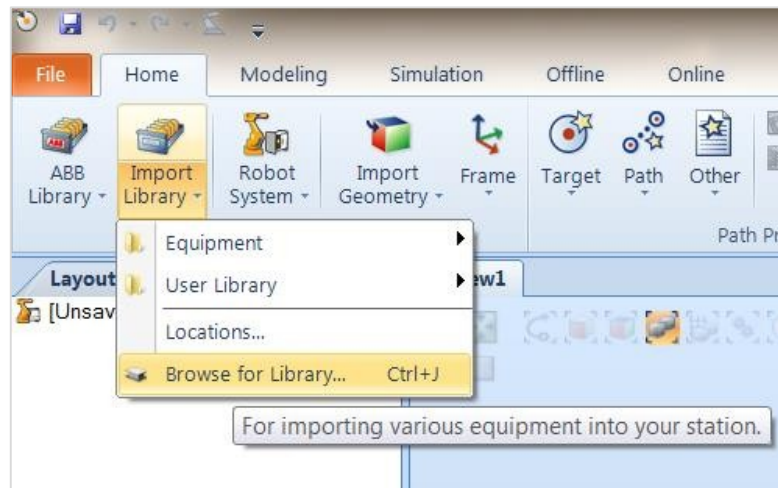 File Home Modeling Simulation Offline Online
ABB
ABB Import Robot Import Frame Target Path Other
Library Library System Geometry
Path Pr
Equipment
Layout ew1
User Library
[Unsav
Locations...
Browse for Library... Ctrl+J
For importing various equipment into your station.